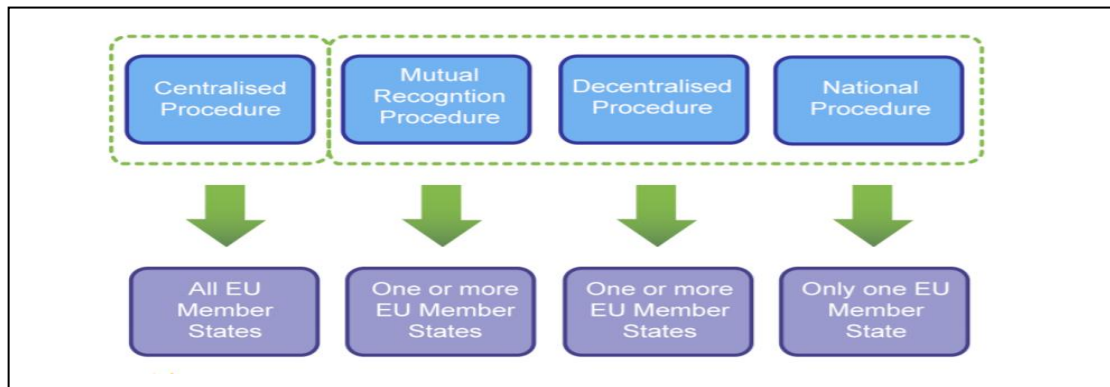 Centralised
Procedure
Mutual
Recogntion
Procedure
Decentralised
Procedure
National
Procedure
All EU
Member
States
One or more
EU Member
States
One or more
EU Member
States
Only one EU
Member
State